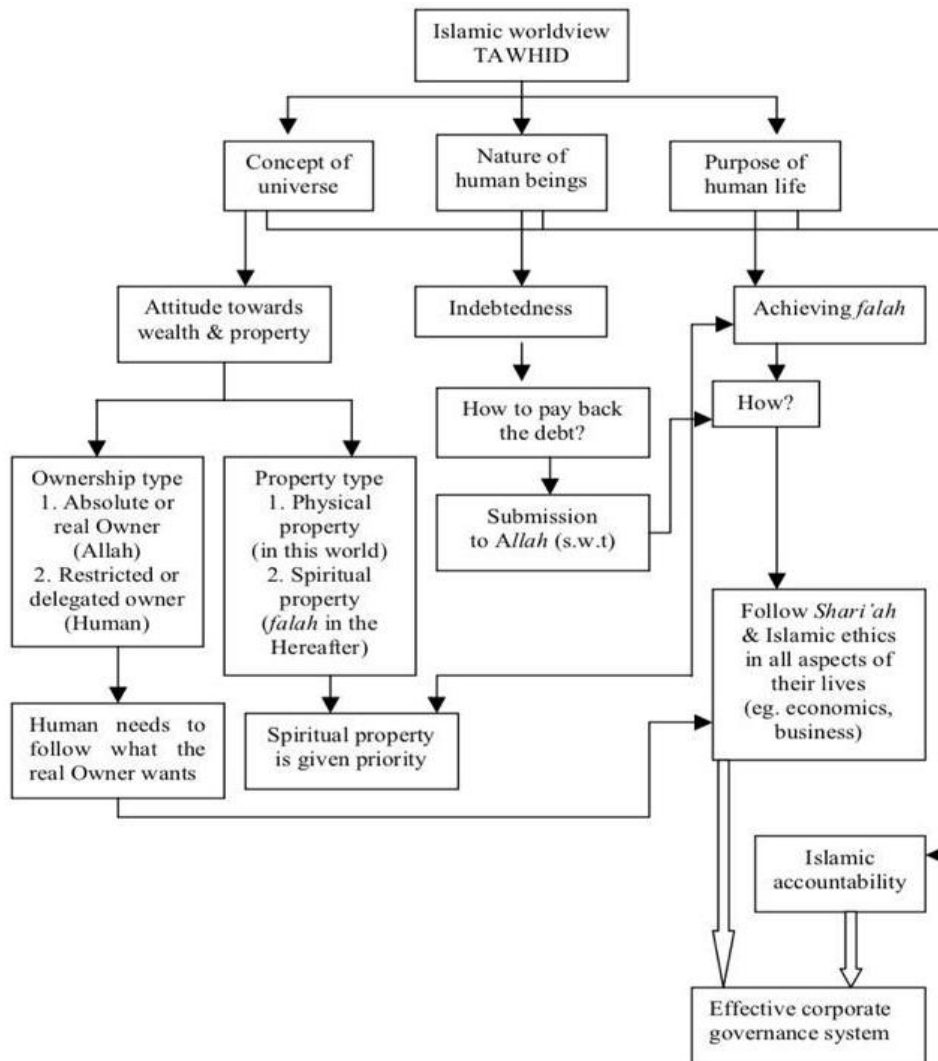 Islamic worldview
TAWHID
Concept of
universe
Nature of
human beings
Purpose of
human life
Attitude towards
wealth & property
Indebtedness
Achieving falah
How to pay back
the debt?
How?
Ownership type
1. Absolute or
real Owner
(Allah)
2. Restricted or
delegated owner
(Human)
Property type
1. Physical
property
(in this world)
2. Spiritual
property
(falah in the
Hereafter)
Submission
to Allah (s.w.t)
Follow Shari’ah
& Islamic ethics
in all aspects of
their lives
(eg. economics,
business)
Human needs to
follow what the
real Owner wants
Spiritual property
is given priority
Islamic
accountability
Effective corporate
governance system